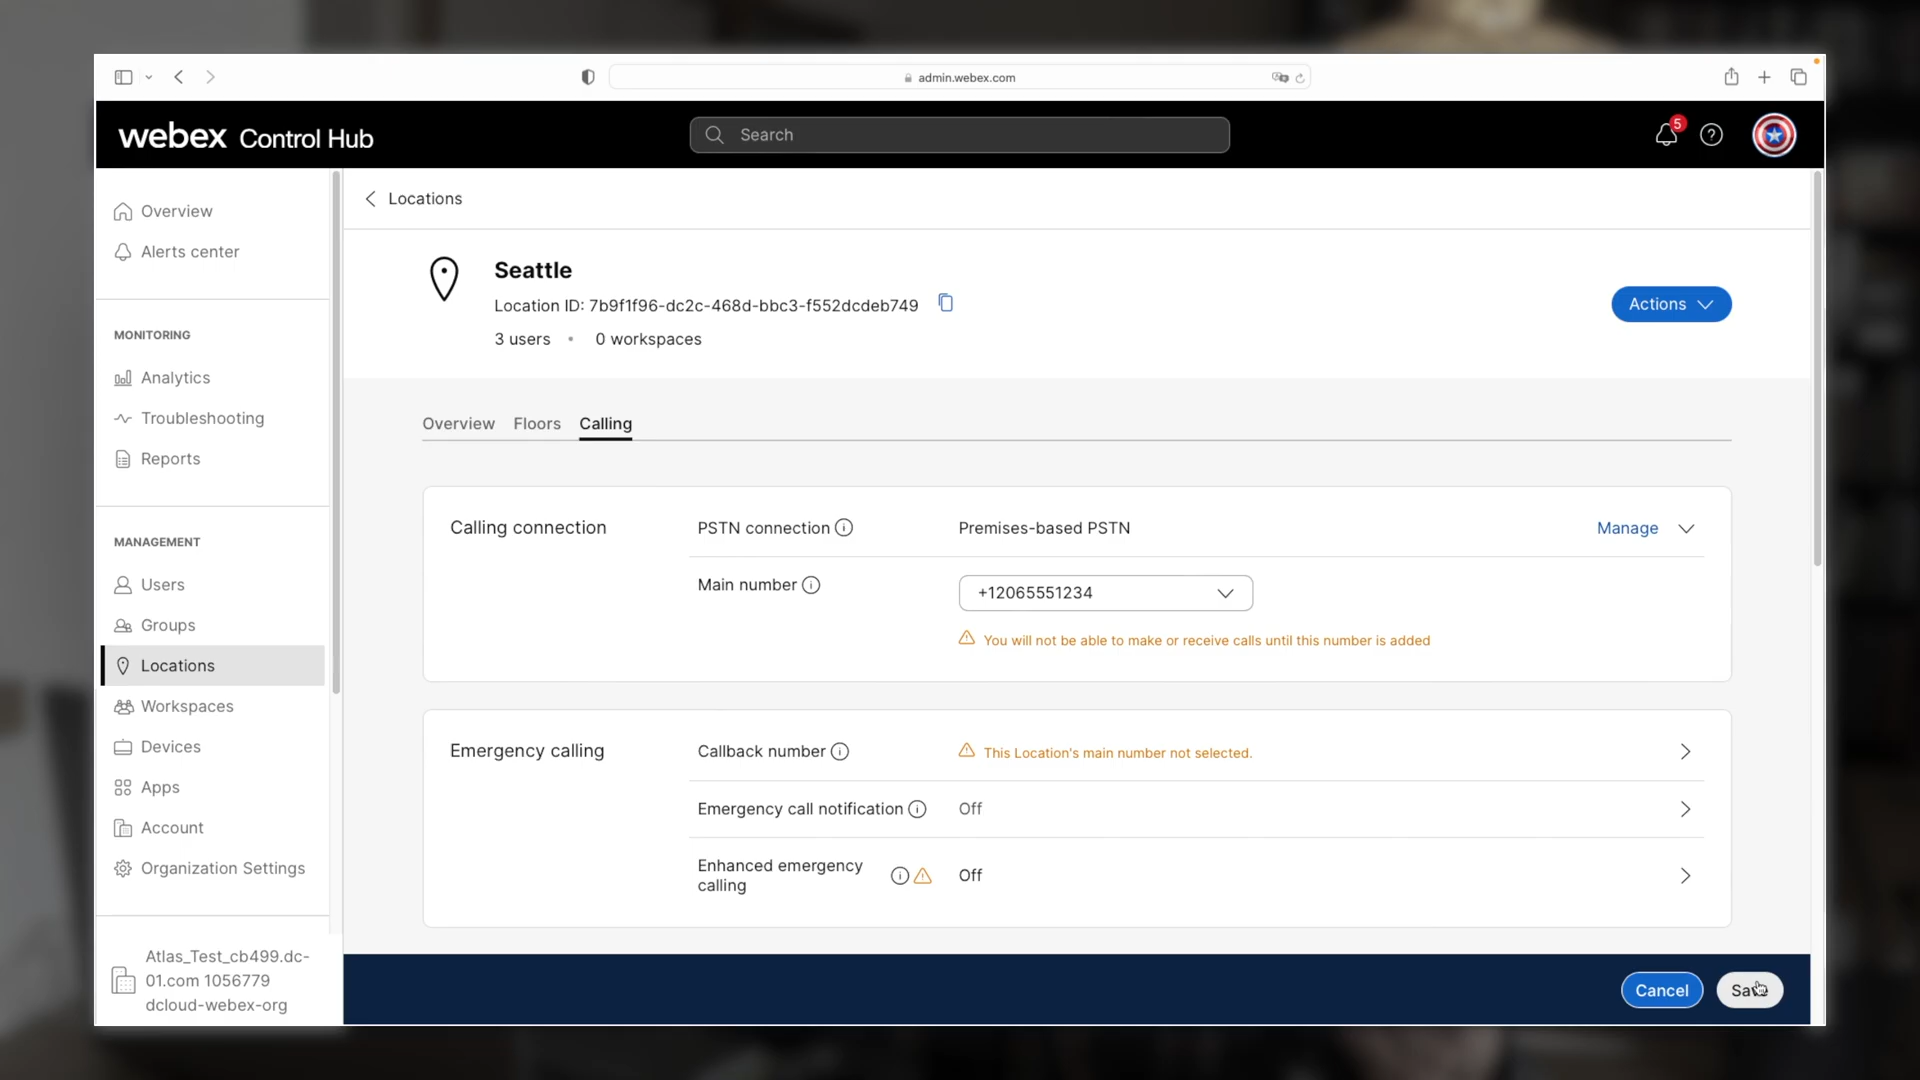 admin.webex.com
webex Control Hub
Search
5
Overview
Alerts center
MONITORING
Analytics
Troubleshooting
Reports
MANAGEMENT
Users
Groups
Locations
Workspaces
Devices
Apps
Account
Organization Settings
Atlas_Test_cb499.dc-
01.com 1056779
dcloud-webex-org
Locations
Seattle
Location ID: 7b9f1f96-dc2c-468d-bbc3-f552dcdeb749
3 users • 0 workspaces
Actions
Overview Floors Calling
Calling connection
PSTN connection Premises-based PSTN Manage
Main number +12065551234
You will not be able to make or receive calls until this number is added
Emergency calling
Callback number This Location's main number not selected.
Emergency call notification Off
Enhanced emergency
calling Off
Cancel Save